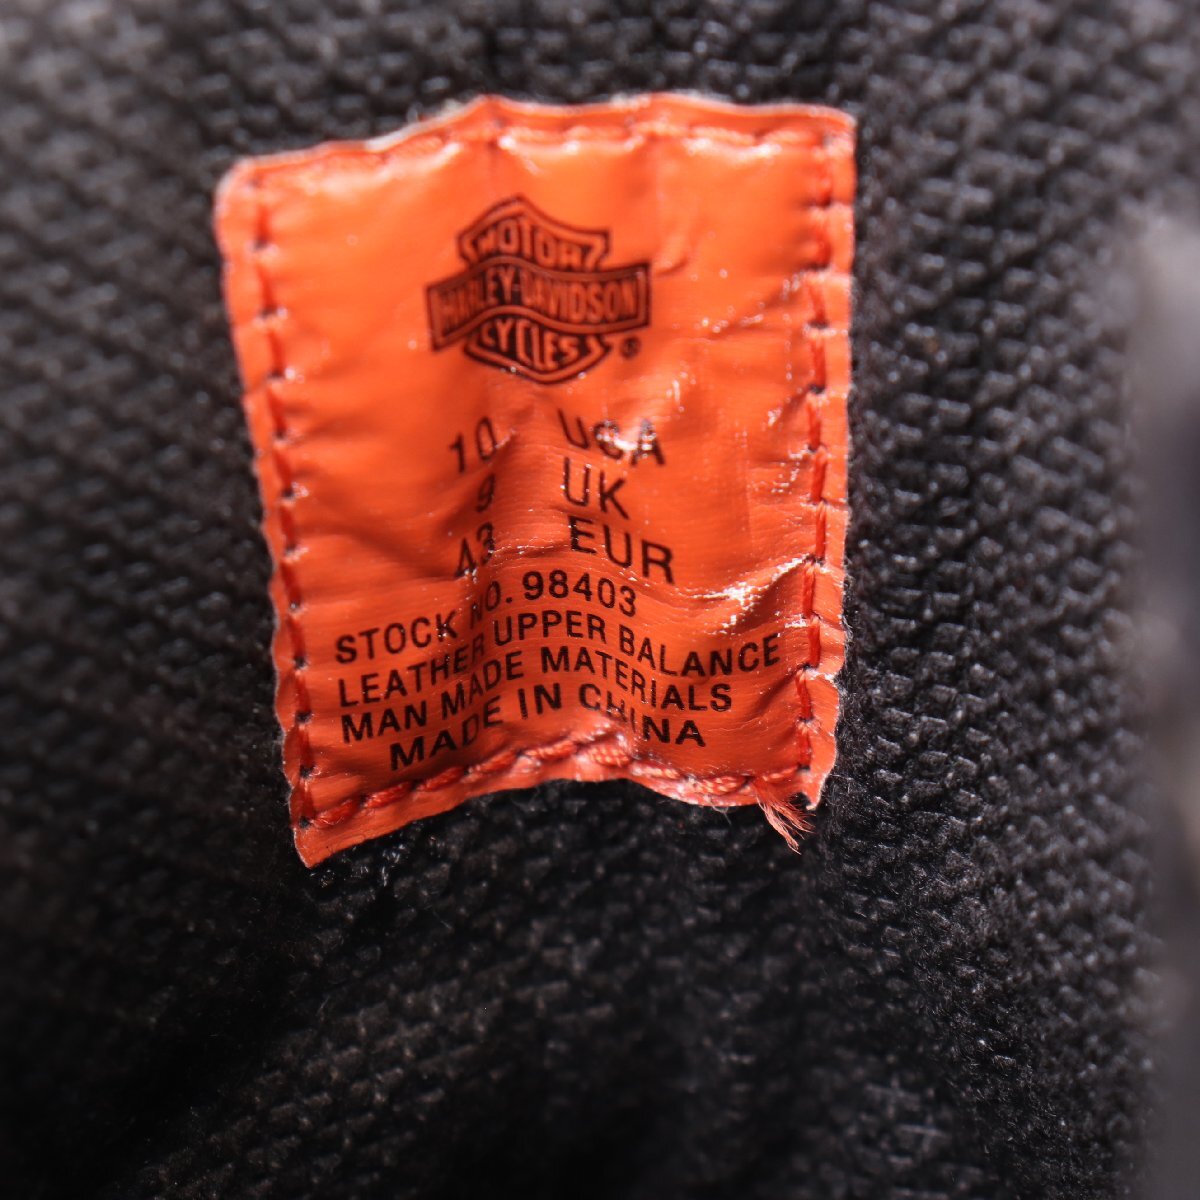 MOTOR
HARLEY-DAVIDSON
CYCLES ®
10 USA
9 UK
43 EUR
STOCK NO. 98403
LEATHER UPPER BALANCE
MAN MADE MATERIALS
MADE IN CHINA